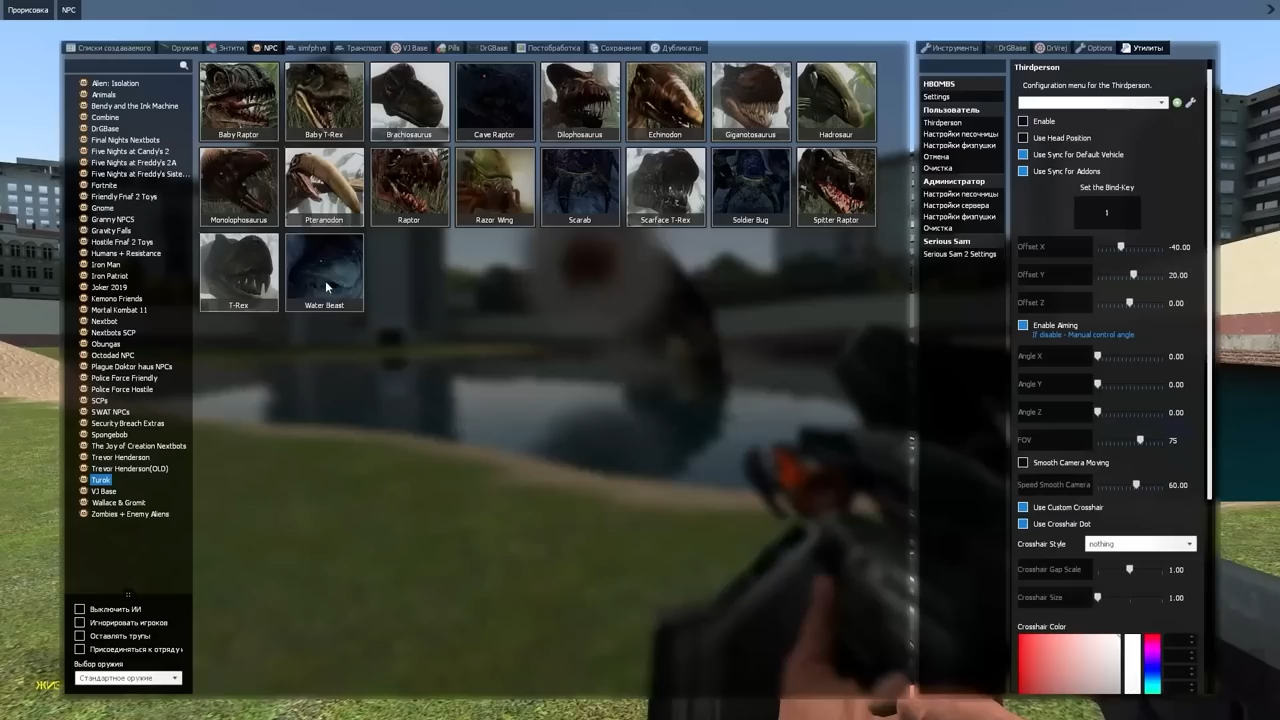 Прорисовка NPC
Списки создаваемого Оружие Энтити NPC simfphys Транспорт VJ Base Pills DrGBase Постобработка Сохранения Дубликаты
Alien: Isolation
Animals
Bendy and the Ink Machine
Combine
DrGBase
Final Nightbots
Five Nights at Candy's 2
Five Nights at Freddy's 2A
Five Nights at Freddy's Siste...
Fortnite
Friendly Fnaf 2 Toys
Gnome
Granny NPCS
Gravity Falls
Hostile Fnaf 2 Toys
Humans + Resistance
Iron Man
Iron Patriot
Joker 2019
Kemono Friends
Mortal Kombat 11
Nextbot
Nextbots SCP
Obungas
Octodad NPC
Plague Doktor haus NPCs
Police Force Friendly
Police Force Hostile
SCPs
SWAT NPCs
Security Breach Extras
Spongebob
The Joy of Creation Nextbots
Trevor Henderson
Trevor Henderson(OLD)
Turok
VJ Base
Wallace & Gromit
Zombies + Enemy Aliens
Выключить ИИ
Игнорировать игроков
Оставлять трупы
Присоединяться к отряду
Выбор оружия
Стандартное оружие
ЖИЗ
Baby Raptor Baby T-Rex Brachiosaurus Cave Raptor Dilophosaurus Echinodon Giganotosaurus Hadrosaur
Monolophosaurus Pteranodon Raptor Razor Wing Scarab Scarface T-Rex Soldier Bug Spitter Raptor
T-Rex Water Beast
Инструменты DrGBase DrVrej Options Утилиты
HBOMBS
Settings
Пользователь
Thirdperson
Настройки песочницы
Настройки физпушки
Отмена
Очистка
Администратор
Настройки песочницы
Настройки сервера
Настройки физпушки
Очистка
Serious Sam
Serious Sam 2 Settings
Thirdperson
Configuration menu for the Thirdperson.
Enable
Use Head Position
Use Sync for Default Vehicle
Use Sync for Addons
Set the Bind-Key
1
Offset X -40.00
Offset Y 20.00
Offset Z 0.00
Enable Aiming
If disable - Manual control angle
Angle X 0.00
Angle Y 0.00
Angle Z 0.00
FOV 75
Smooth Camera Moving
Speed Smooth Camera 60.00
Use Custom Crosshair
Use Crosshair Dot
Crosshair Style nothing
Crosshair Gap Scale 1.00
Crosshair Size 1.00
Crosshair Color